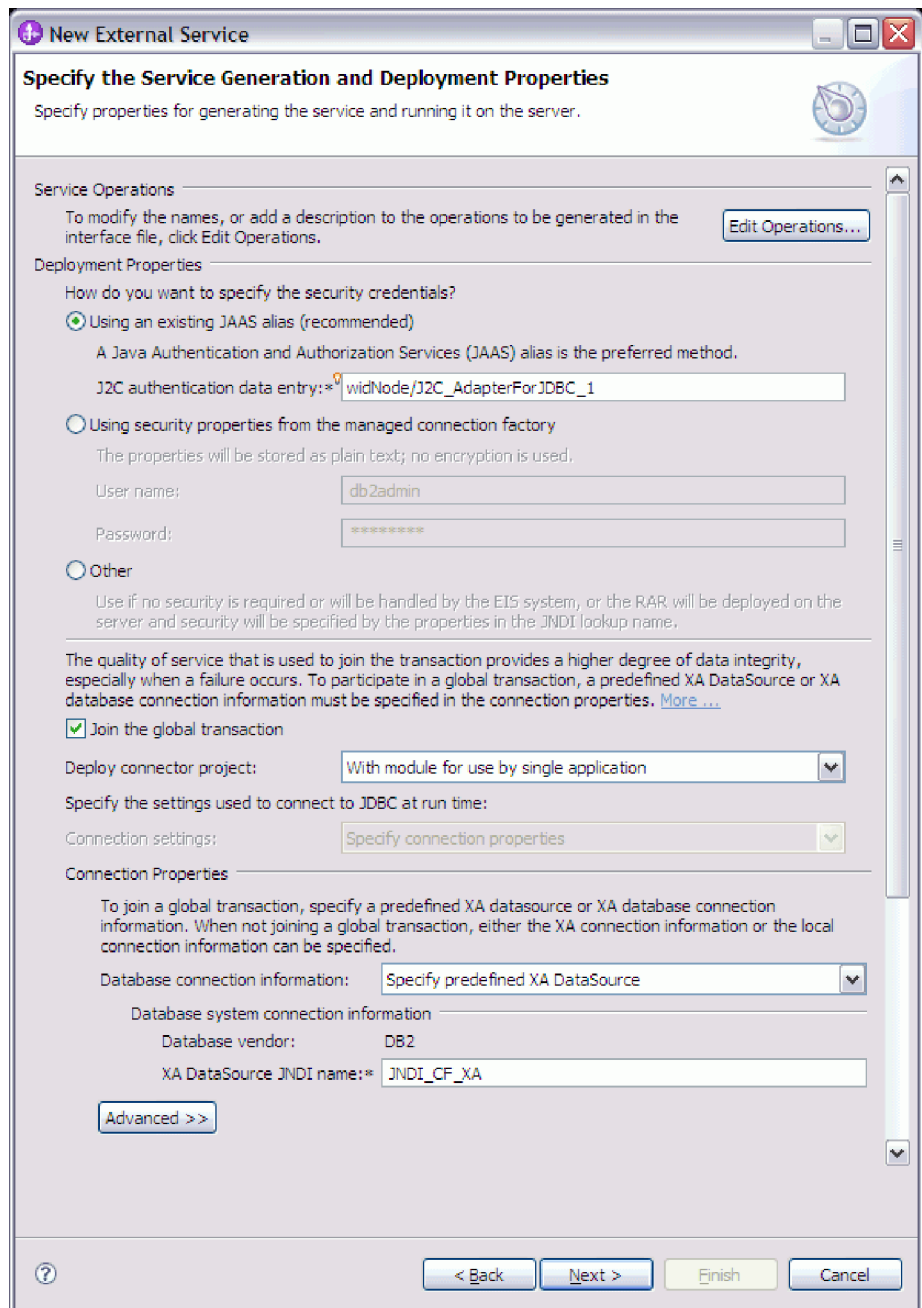 New External Service
Specify the Service Generation and Deployment Properties
Specify properties for generating the service and running it on the server.
Service Operations
To modify the names, or add a description to the operations to be generated in the
interface file, click Edit Operations.
Edit Operations...
Deployment Properties
How do you want to specify the security credentials?
Using an existing JAAS alias (recommended)
A Java Authentication and Authorization Services (JAAS) alias is the preferred method.
J2C authentication data entry:* widNode/J2C_AdapterForJDBC_1
Using security properties from the managed connection factory
The properties will be stored as plain text; no encryption is used.
User name: db2admin
Password: ********
Other
Use if no security is required or will be handled by the EIS system, or the RAR will be deployed on the
server and security will be specified by the properties in the JNDI lookup name.
The quality of service that is used to join the transaction provides a higher degree of data integrity,
especially when a failure occurs. To participate in a global transaction, a predefined XA DataSource or XA
database connection information must be specified in the connection properties. More ...
Join the global transaction
Deploy connector project: With module for use by single application
Specify the settings used to connect to JDBC at run time:
Connection settings: Specify connection properties
Connection Properties
To join a global transaction, specify a predefined XA datasource or XA database connection
information. When not joining a global transaction, either the XA connection information or the local
connection information can be specified.
Database connection information: Specify predefined XA DataSource
Database system connection information
Database vendor: DB2
XA DataSource JNDI name:* JNDI_CF_XA
Advanced >>
? < Back Next > Finish Cancel